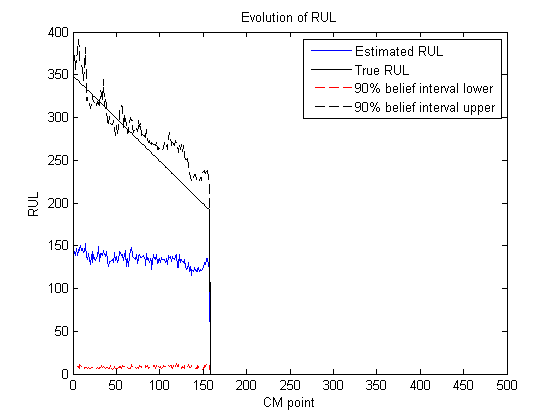 Evolution of RUL
400
350
300
250
200
150
100
50
0
RUL
Estimated RUL
True RUL
90% belief interval lower
90% belief interval upper
0 50 100 150 200 250 300 350 400 450 500
CM point